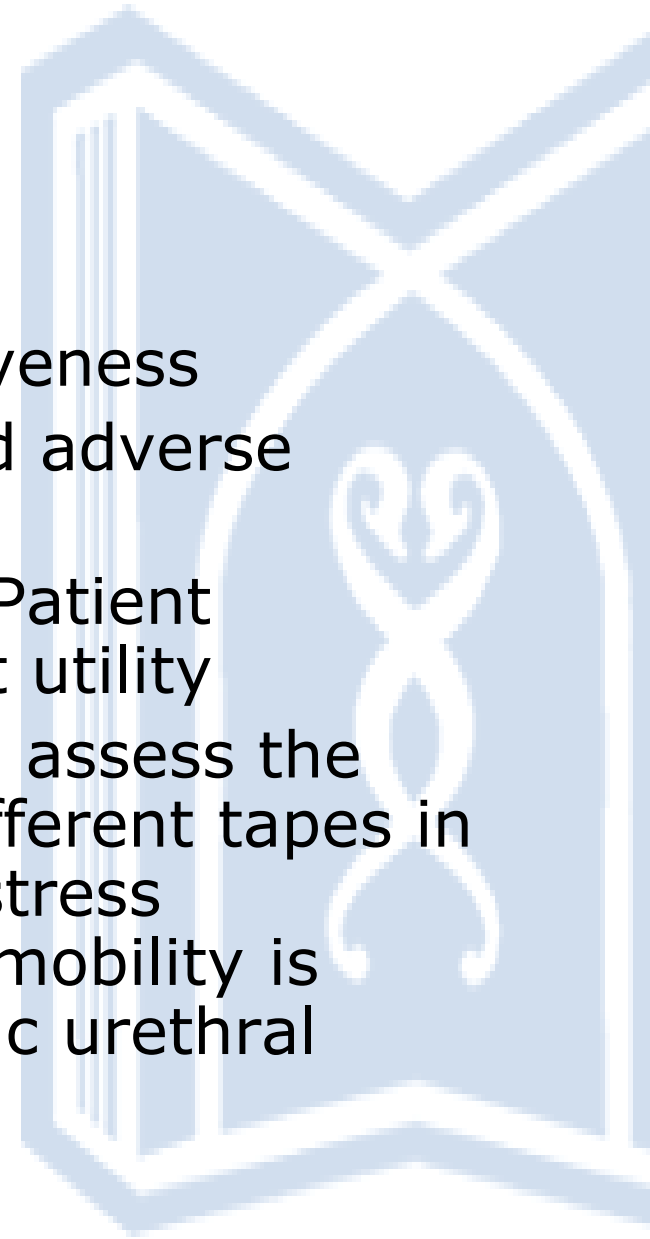 veness
d adverse
Patient
t utility
assess the
fferent tapes in
stress
mobility is
c urethral